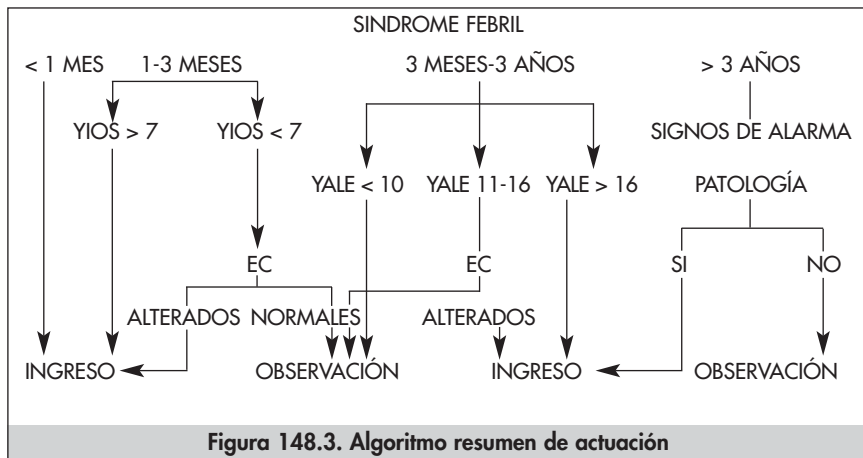 SINDROME FEBRIL
< 1 MES 1-3 MESES 3 MESES-3 AÑOS > 3 AÑOS
YIOS > 7 YIOS < 7 SIGNOS DE ALARMA
YALE < 10 YALE 11-16 YALE > 16 PATOLOGÍA
EC EC SI NO
ALTERADOS NORMALES ALTERADOS
INGRESO OBSERVACIÓN INGRESO OBSERVACIÓN
Figura 148.3. Algoritmo resumen de actuación